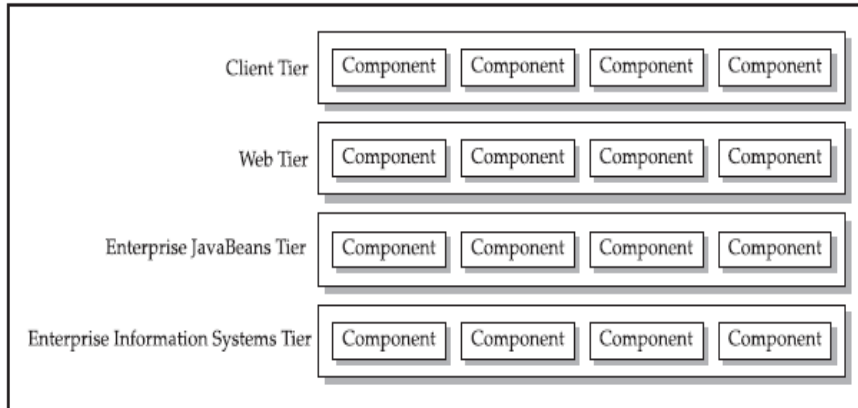 Client Tier Component Component Component Component
Web Tier Component Component Component Component
Enterprise JavaBeans Tier Component Component Component Component
Enterprise Information Systems Tier Component Component Component Component